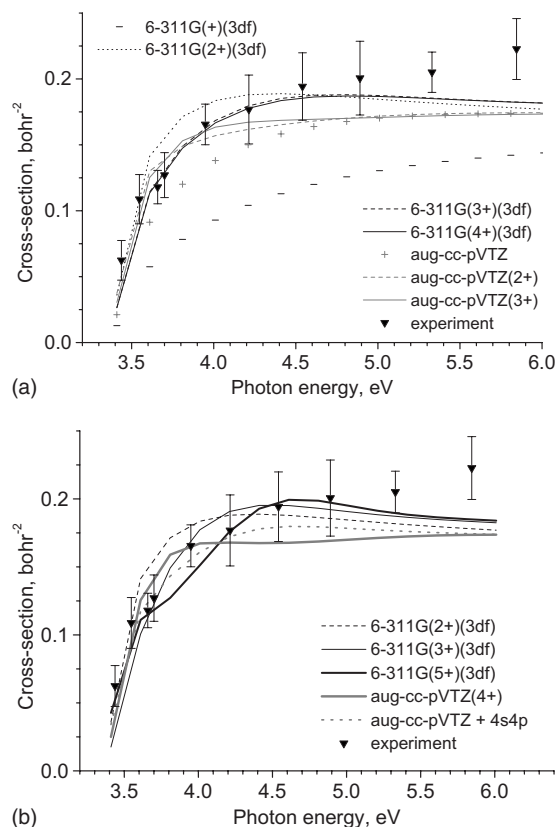 6-311G(+)(3df)
6-311G(2+)(3df)
0.2
0.1
0.0
Cross-section, bohr-2
6-311G(3+)(3df)
6-311G(4+)(3df)
aug-cc-pVTZ
aug-cc-pVTZ(2+)
aug-cc-pVTZ(3+)
experiment
3.5 4.0 4.5 5.0 5.5 6.0
(a)
Photon energy, eV
0.2
0.1
0.0
Cross-section, bohr-2
6-311G(2+)(3df)
6-311G(3+)(3df)
6-311G(5+)(3df)
aug-cc-pVTZ(4+)
aug-cc-pVTZ + 4s4p
experiment
3.5 4.0 4.5 5.0 5.5 6.0
(b)
Photon energy, eV